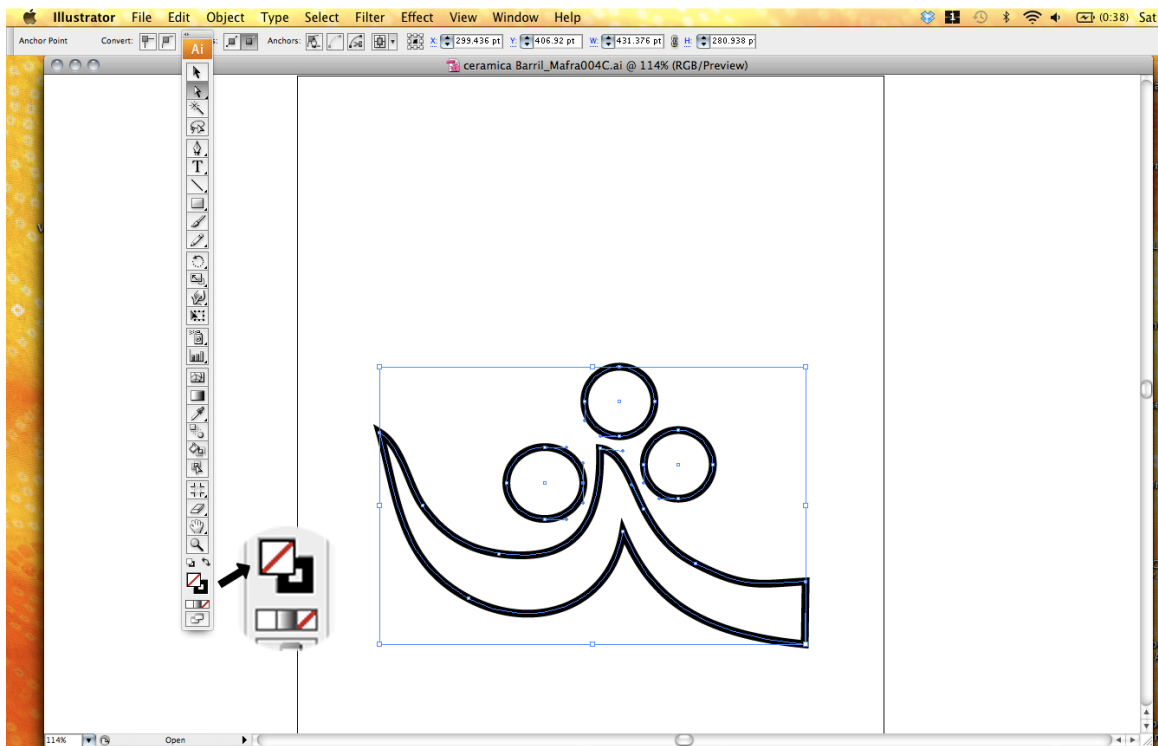 Illustrator File Edit Object Type Select Filter Effect View Window Help 1 (0:38) Sat
Anchor Point Convert: Anchors: X: 299.436 pt Y: 406.92 pt W: 431.376 pt H: 280.938 p
Ai
ceramica Barril_Mafra004C.ai @ 114% (RGB/Preview)
T
114% Open